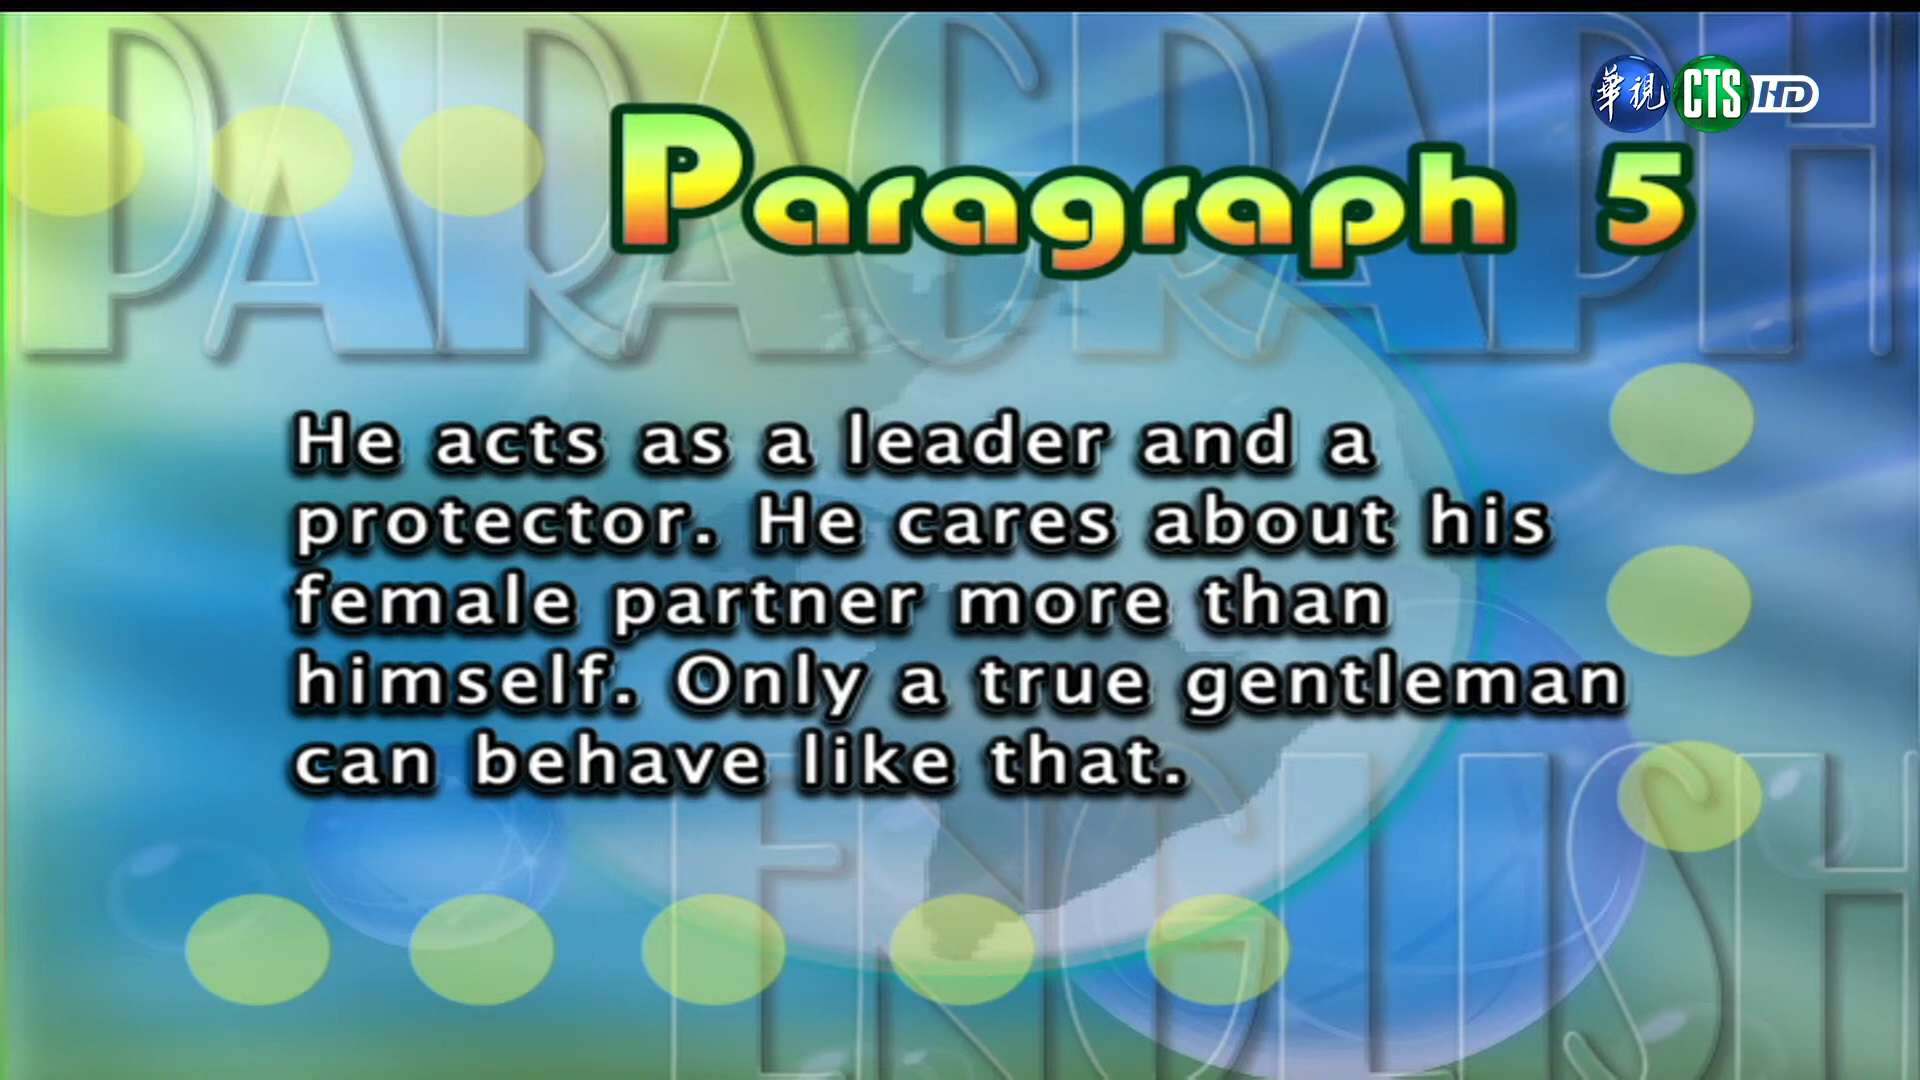 PARAGRAPH
華視 CTS HD
Paragraph 5
He acts as a leader and a
protector. He cares about his
female partner more than
himself. Only a true gentleman
can behave like that.
ENGLISH